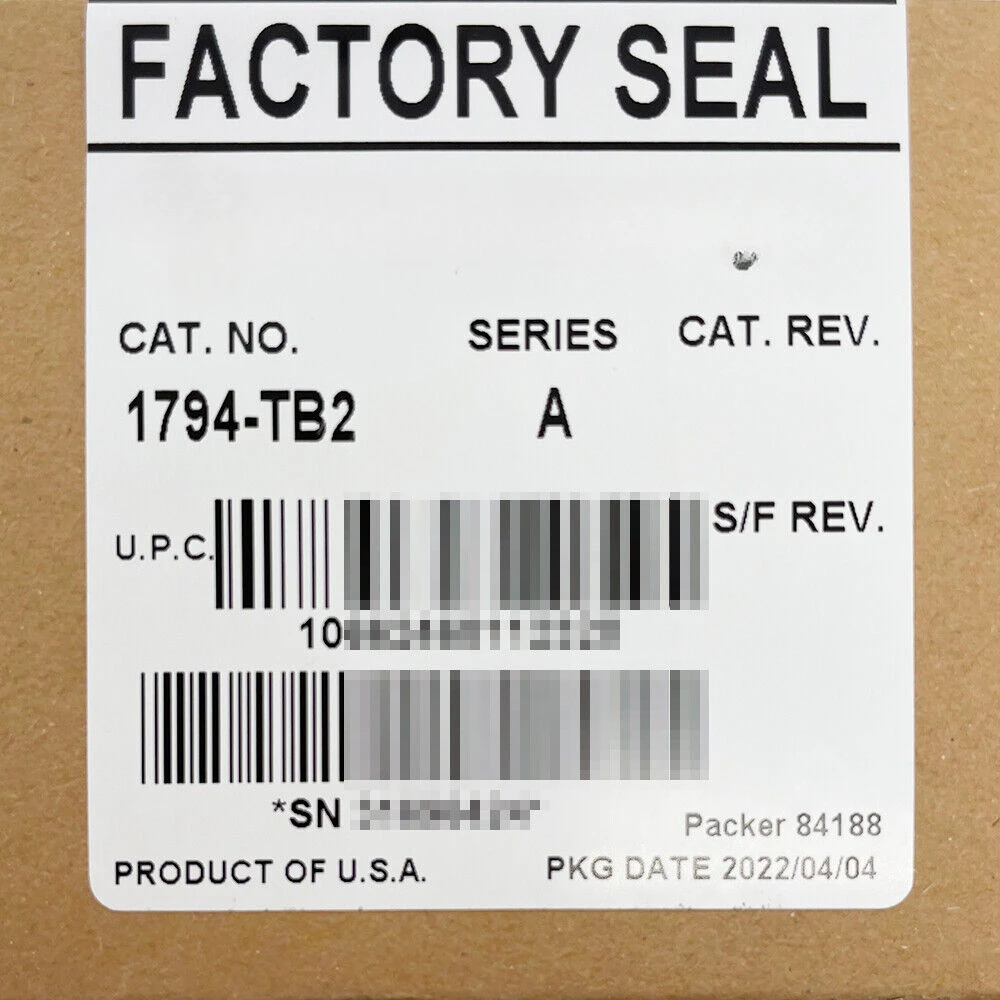 FACTORY SEAL
CAT. NO. SERIES CAT. REV.
1794-TB2 A
U.P.C. S/F REV.
*SN
Packer 84188
PRODUCT OF U.S.A. PKG DATE 2022/04/04